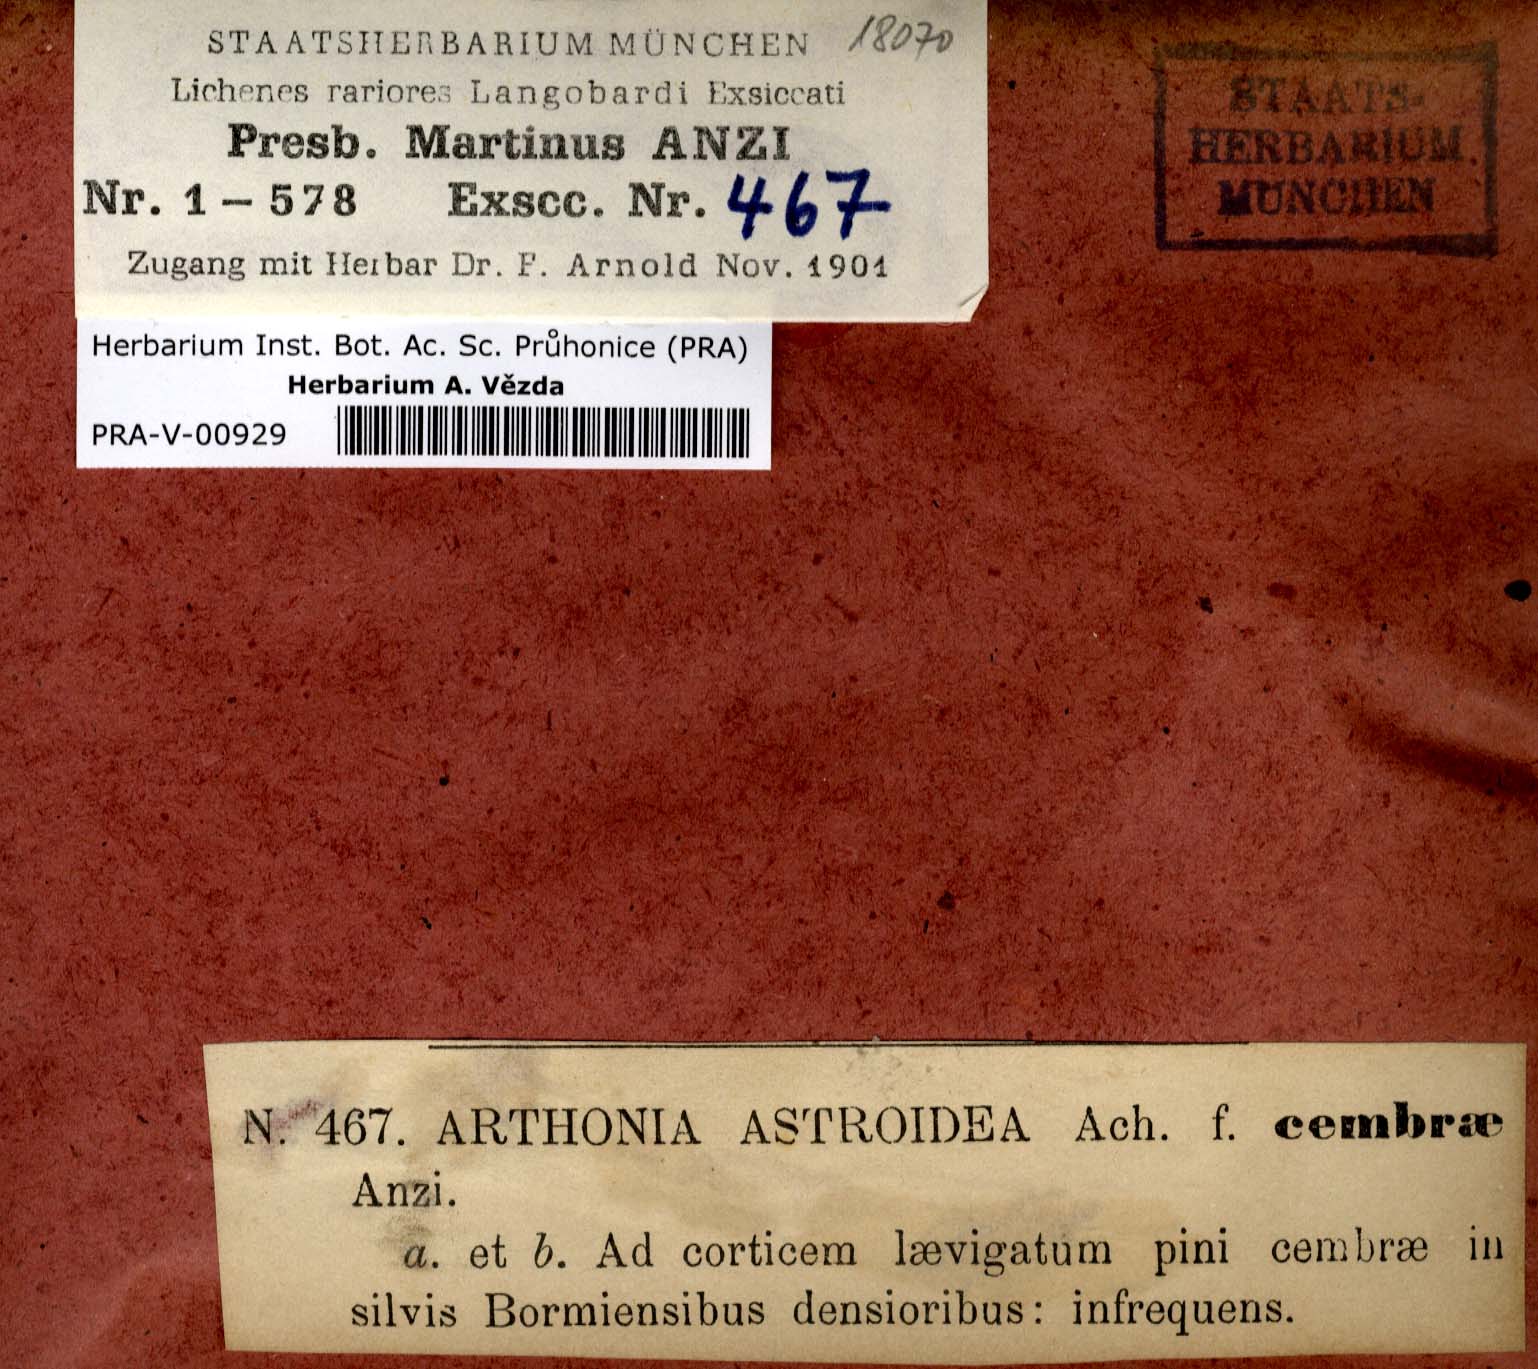 STAATSHERBARIUM MÜNCHEN 18070
Lichenes rariores Langobardi Exsiccati
Presb. Martinus ANZI
Nr. 1 – 578 Exscc. Nr. 467
Zugang mit Herbar Dr. F. Arnold Nov. 1901
STAATS-
HERBARIUM
MÜNCHEN
Herbarium Inst. Bot. Ac. Sc. Průhonice (PRA)
Herbarium A. Vězda
PRA-V-00929
N. 467. ARTHONIA ASTROIDEA Ach. f. cembræ
Anzi.
a. et b. Ad corticem lævigatum pini cembræ in
silvis Bormiensibus densioribus: infrequens.